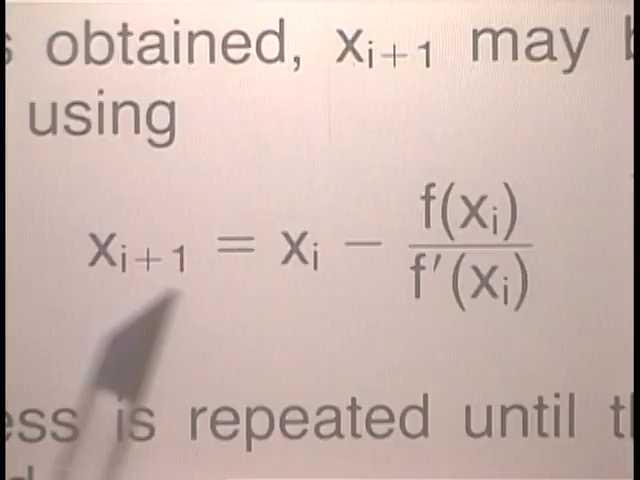 obtained, xᵢ₊₁ may
using
xᵢ₊₁ = xᵢ − f(xᵢ) / f′(xᵢ)
is repeated until